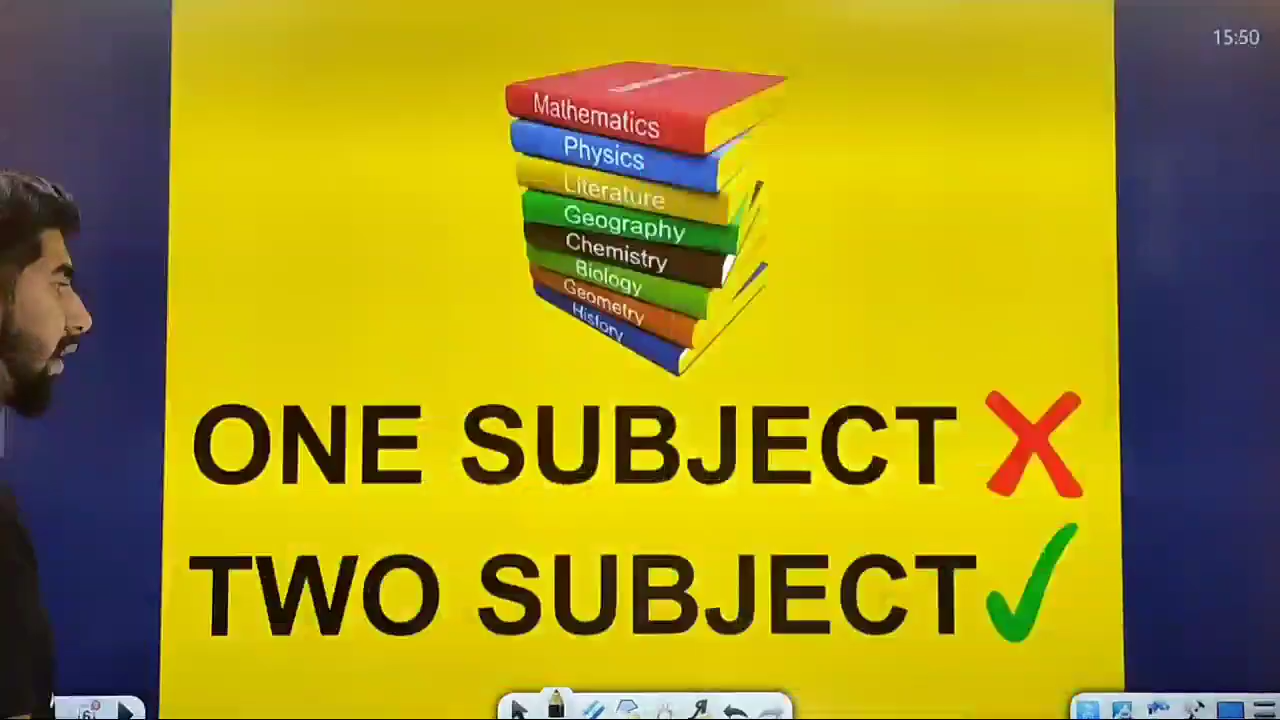 15:50
Mathematics
Physics
Literature
Geography
Chemistry
Biology
Geometry
History
ONE SUBJECT
TWO SUBJECT